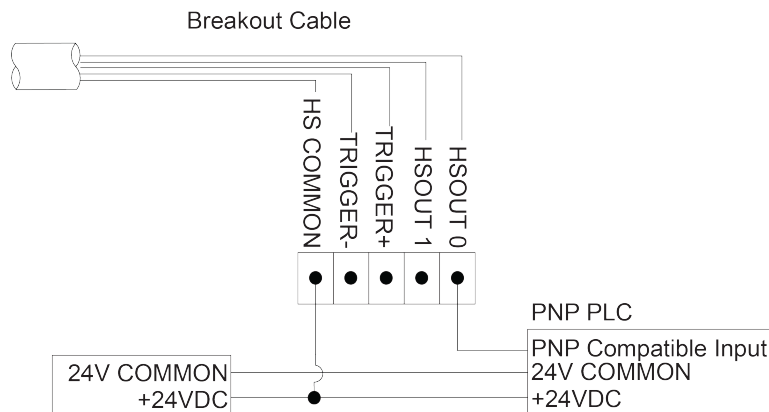 Breakout Cable
HS COMMON
TRIGGER-
TRIGGER+
HSOUT 1
HSOUT 0
PNP PLC
PNP Compatible Input
24V COMMON
24V COMMON
+24VDC
+24VDC